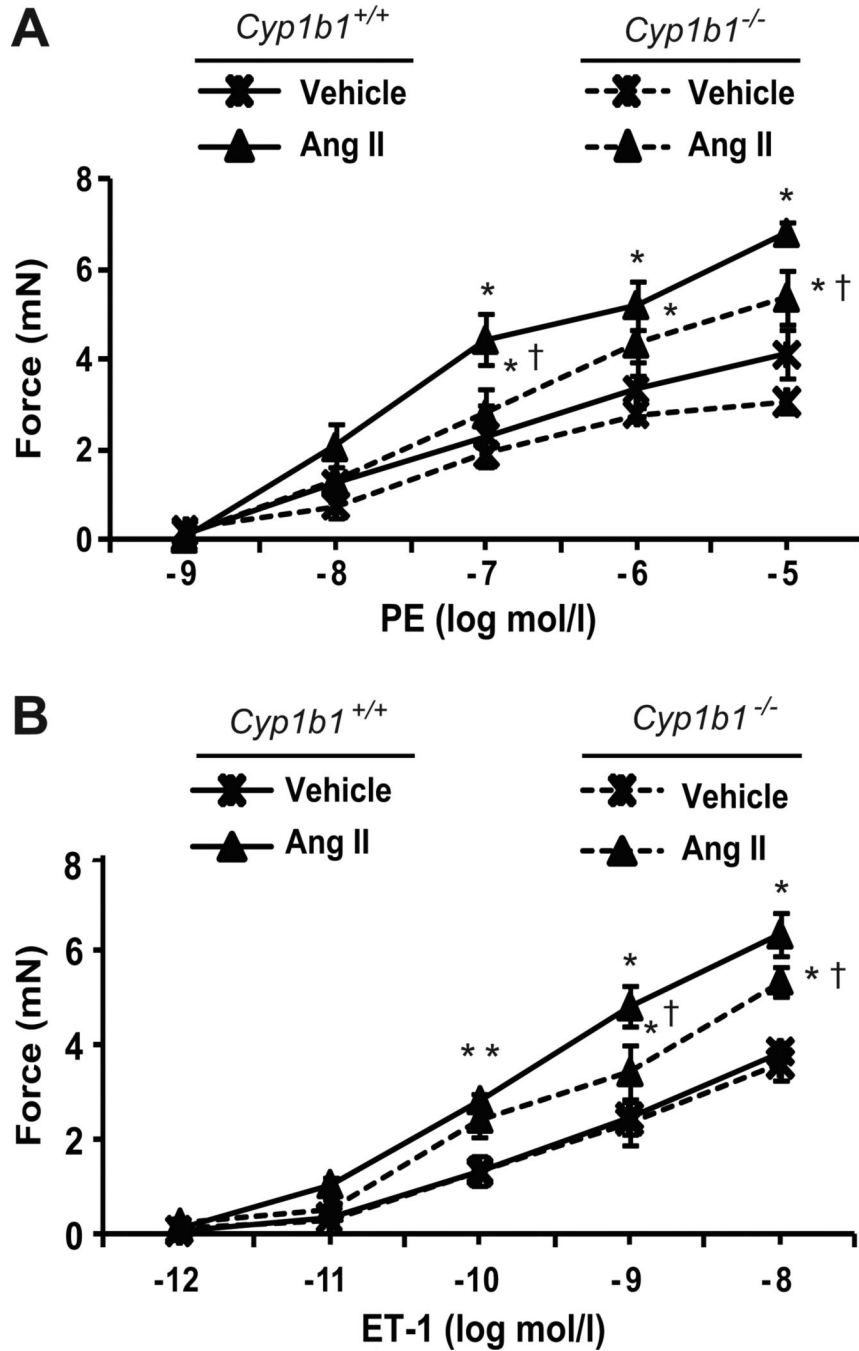 A
Cyp1b1+/+ Cyp1b1-/-
Vehicle Vehicle
Ang II Ang II
8
*
6
* *
* * †
4
* †
2
0
Force (mN)
-9 -8 -7 -6 -5
PE (log mol/l)
B
Cyp1b1+/+ Cyp1b1-/-
Vehicle Vehicle
Ang II Ang II
8
*
6
* * †
* †
4 * *
2
0
Force (mN)
-12 -11 -10 -9 -8
ET-1 (log mol/l)